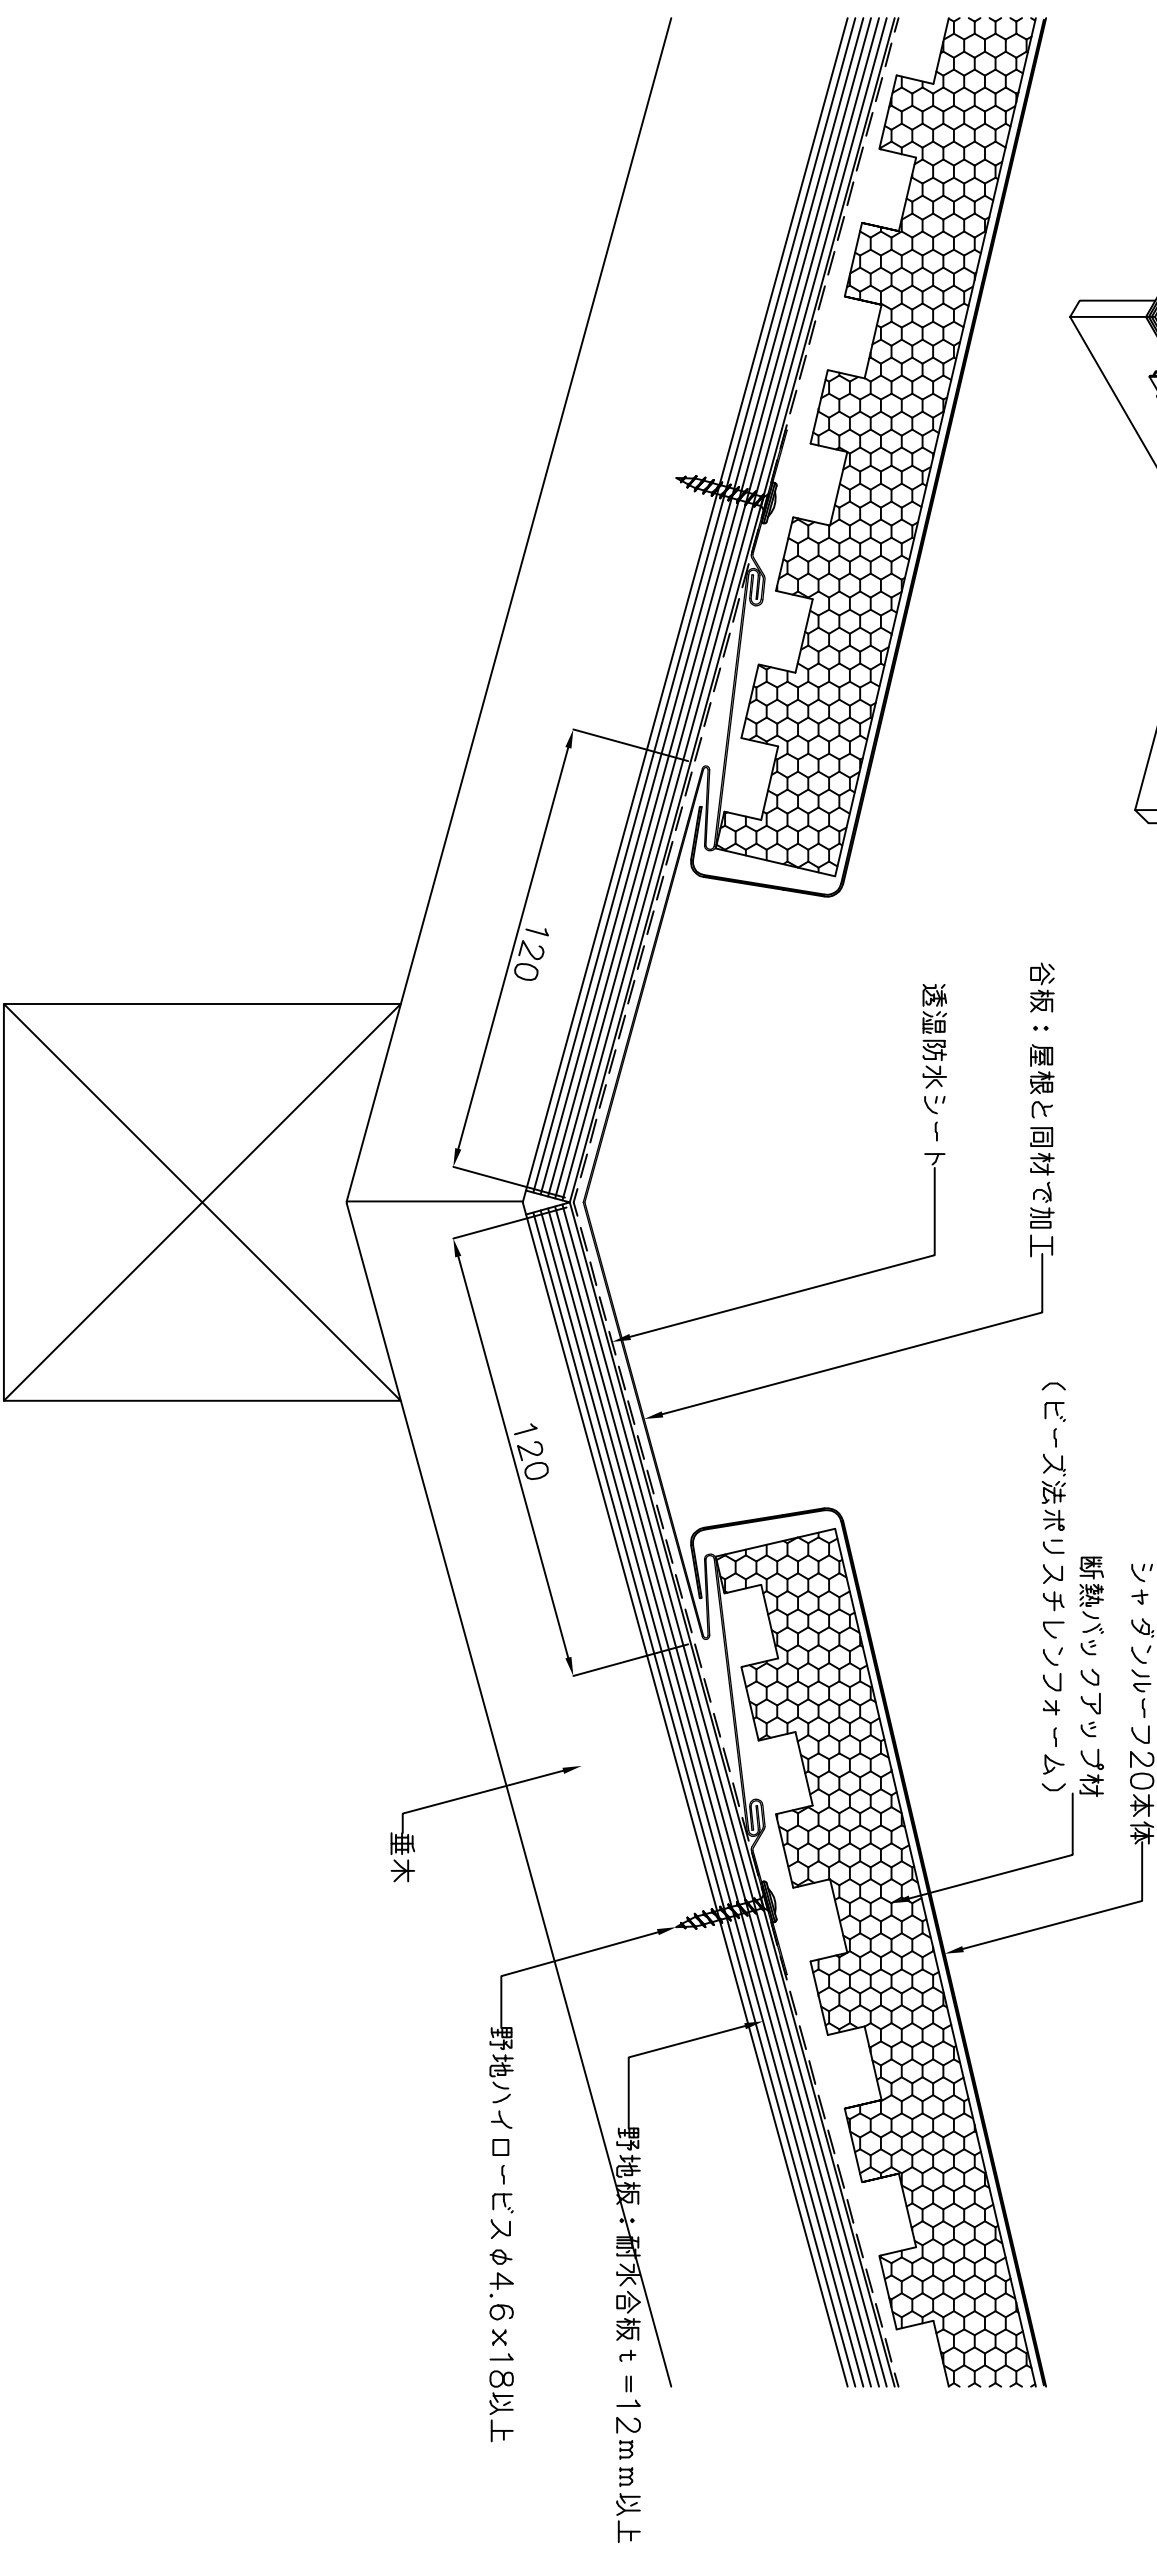 シャダンルーフ20本体
断熱バックアップ材
（ビーズ法ポリスチレンフォーム）
谷板：屋根と同材で加工
透湿防水シート
120
120
垂木
野地ハイロービスφ4.6×18以上
野地板：耐水合板ｔ＝12ｍｍ以上